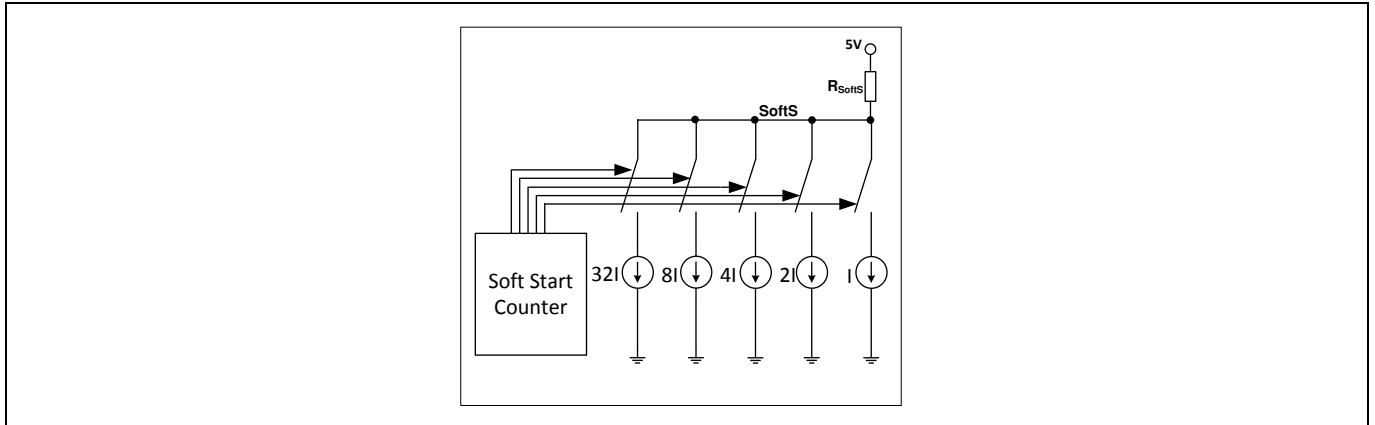 5V
RSoftS
SoftS
32I
8I
4I
2I
I
Soft Start
Counter